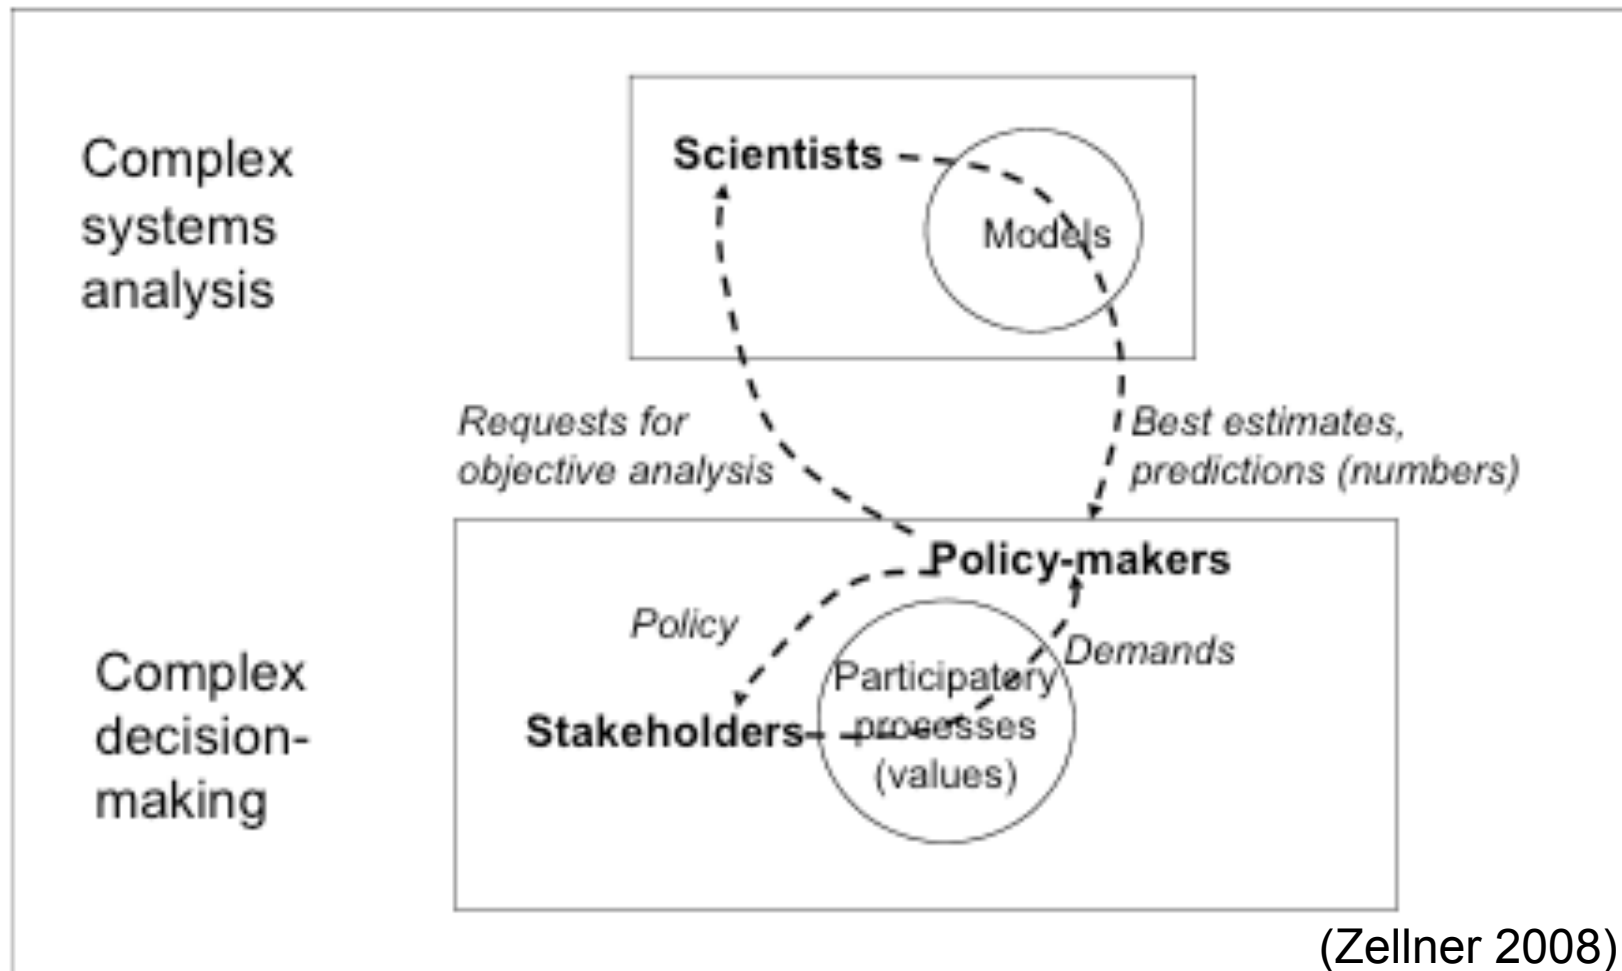 Complex
systems
analysis
Scientists
Models
Requests for
objective analysis
Best estimates,
predictions (numbers)
Policy-makers
Policy
Demands
Participatory
processes
(values)
Stakeholders
Complex
decision-
making
(Zellner 2008)